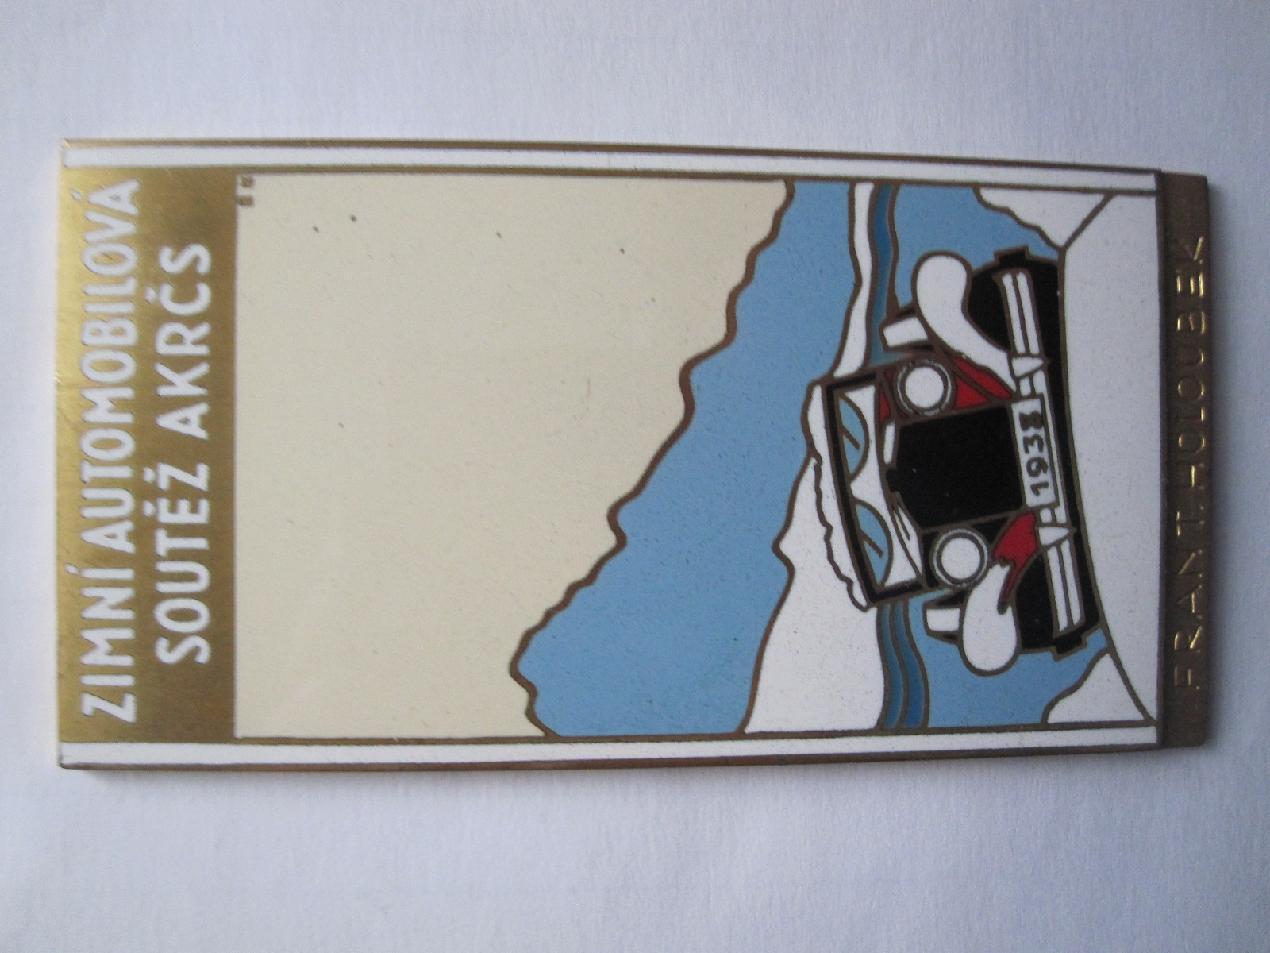 ZIMNÍ AUTOMOBILOVÁ
SOUTĚŽ AKRČS
1938
FRANT. HOLOUBEK